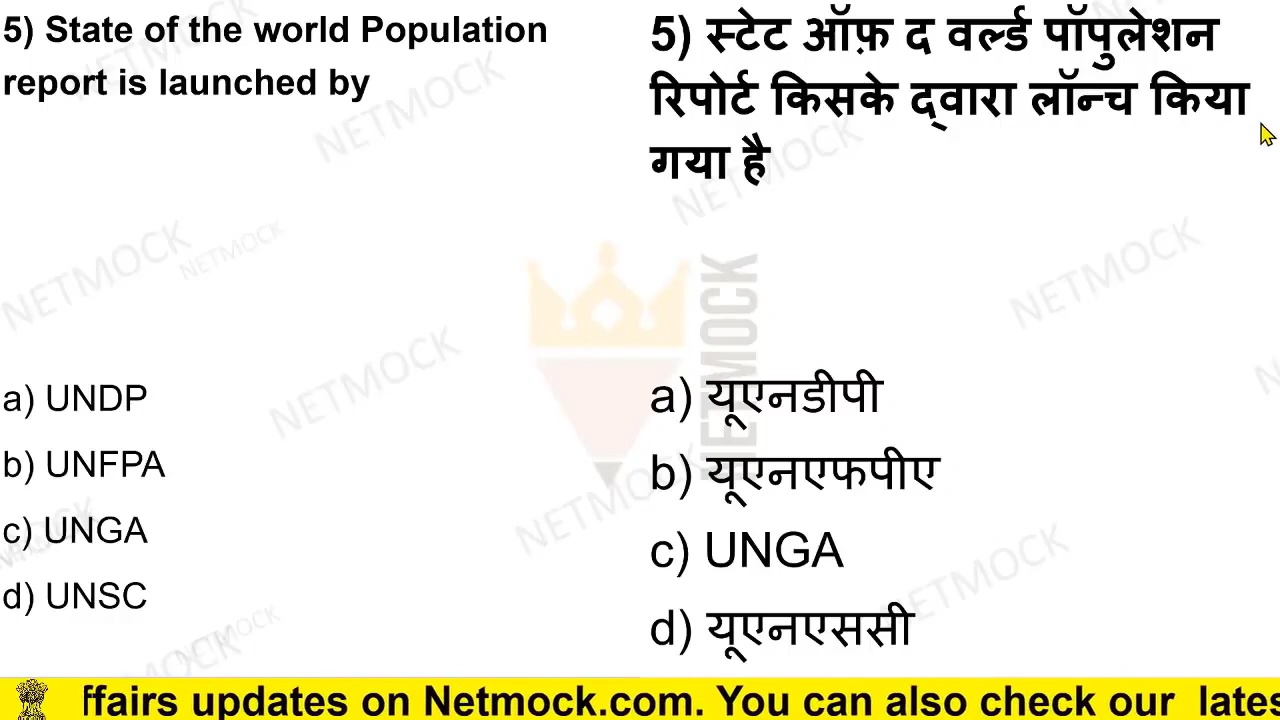 5) State of the world Population
report is launched by
a) UNDP
b) UNFPA
c) UNGA
d) UNSC
5) स्टेट ऑफ़ द वर्ल्ड पॉपुलेशन
रिपोर्ट किसके द्वारा लॉन्च किया
गया है
a) यूएनडीपी
b) यूएनएफपीए
c) UNGA
d) यूएनएससी
NETMOCK
ffairs updates on Netmock.com. You can also check our lates